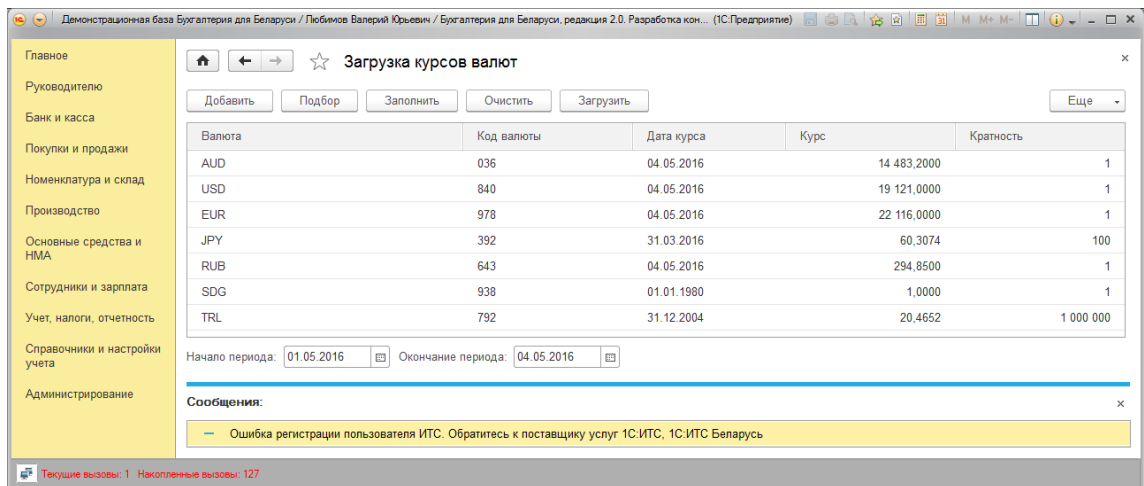 Демонстрационная база Бухгалтерия для Беларуси / Любимов Валерий Юрьевич / Бухгалтерия для Беларуси, редакция 2.0. Разработка кон... (1С:Предприятие) M M+ M-
Главное
Руководителю
Банк и касса
Покупки и продажи
Номенклатура и склад
Производство
Основные средства и
НМА
Сотрудники и зарплата
Учет, налоги, отчетность
Справочники и настройки
учета
Администрирование
Загрузка курсов валют
Добавить Подбор Заполнить Очистить Загрузить Еще
Валюта Код валюты Дата курса Курс Кратность
AUD 036 04.05.2016 14 483,2000 1
USD 840 04.05.2016 19 121,0000 1
EUR 978 04.05.2016 22 116,0000 1
JPY 392 31.03.2016 60,3074 100
RUB 643 04.05.2016 294,8500 1
SDG 938 01.01.1980 1,0000 1
TRL 792 31.12.2004 20,4652 1 000 000
Начало периода: 01.05.2016 Окончание периода: 04.05.2016
Сообщения:
Ошибка регистрации пользователя ИТС. Обратитесь к поставщику услуг 1С:ИТС, 1С:ИТС Беларусь
Текущие вызовы: 1 Накопленные вызовы: 127